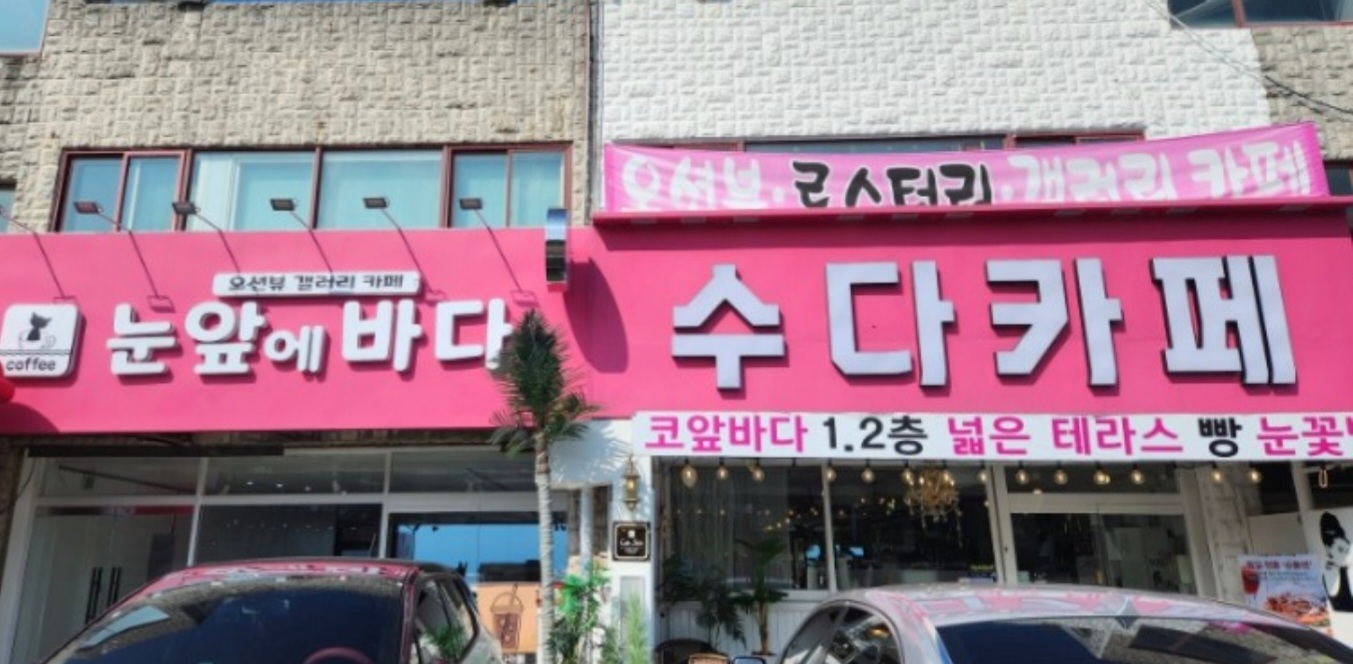 오션뷰·로스터리·갤러리 카페
오션뷰 갤러리 카페
coffee
눈앞에 바다
수다카페
코앞바다 1.2층 넓은 테라스 빵 눈꽃